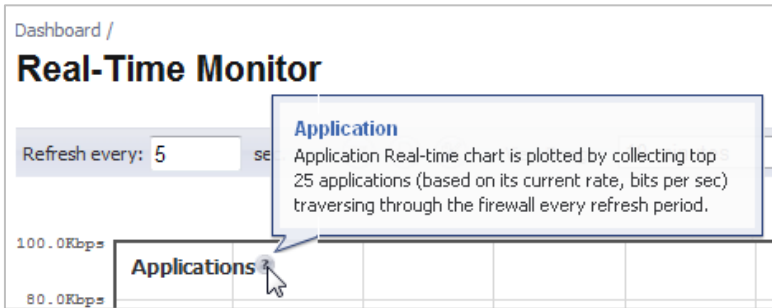 Dashboard /
Real-Time Monitor
Application
Refresh every: 5
Application Real-time chart is plotted by collecting top
25 applications (based on its current rate, bits per sec)
traversing through the firewall every refresh period.
100.0Kbps
Applications ?
80.0Kbps